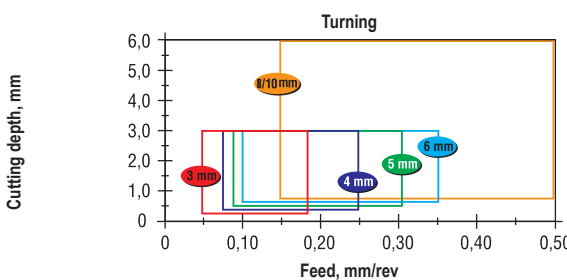 Turning
Cutting depth, mm
6,0
5,0
4,0
3,0
2,0
1,0
0
8/10 mm
6 mm
5 mm
4 mm
3 mm
0 0,10 0,20 0,30 0,40 0,50
Feed, mm/rev